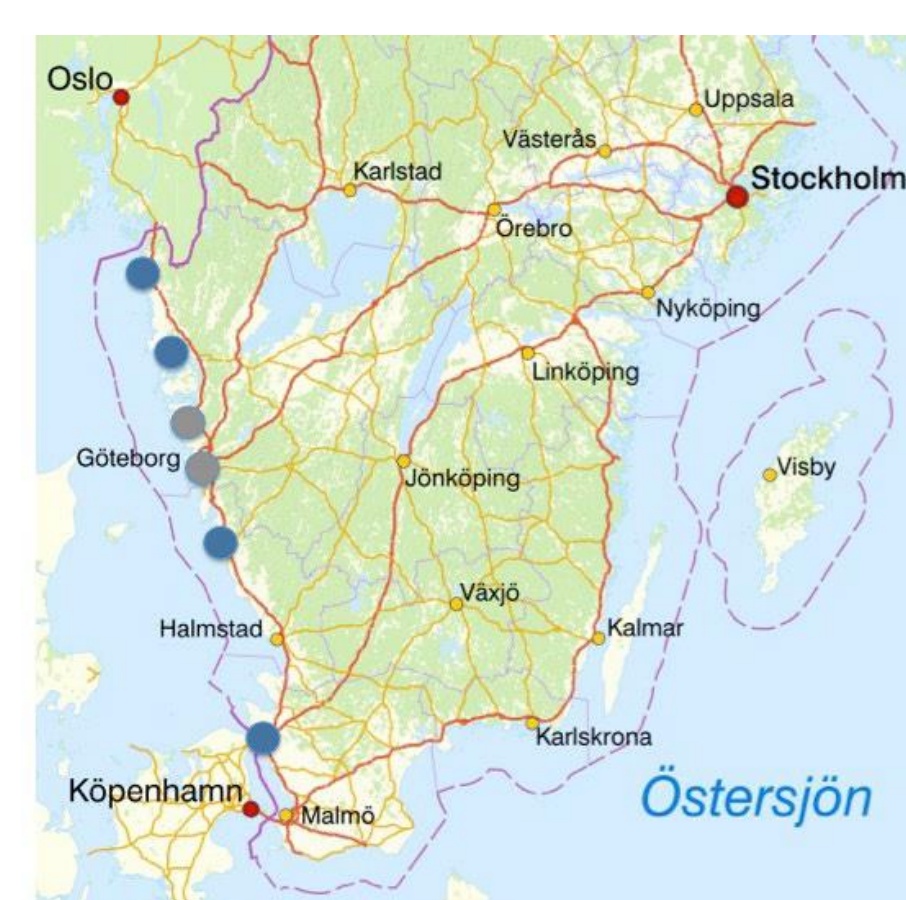 Oslo
Uppsala
Västerås
Karlstad
Stockholm
Örebro
Nyköping
Linköping
Göteborg
Visby
Jönköping
Växjö
Halmstad
Kalmar
Karlskrona
Köpenhamn
Östersjön
Malmö